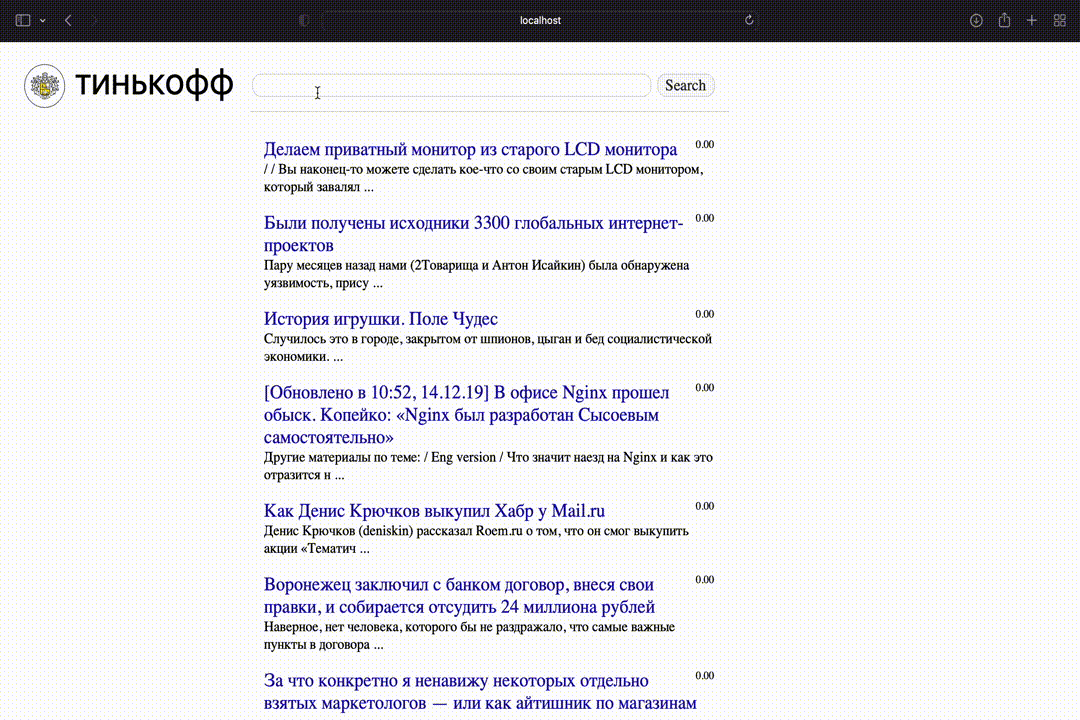 localhost
ТИНЬКОФФ
Search
Делаем приватный монитор из старого LCD монитора
0.00
/ / Вы наконец-то можете сделать кое-что со своим старым LCD монитором,
который завалял ...
Были получены исходники 3300 глобальных интернет-
0.00
проектов
Пару месяцев назад нами (2Товарища и Антон Исайкин) была обнаружена
уязвимость, прису ...
История игрушки. Поле Чудес
0.00
Случилось это в городе, закрытом от шпионов, цыган и бед социалистической
экономики. ...
[Обновлено в 10:52, 14.12.19] В офисе Nginx прошел
0.00
обыск. Копейко: «Nginx был разработан Сысоевым
самостоятельно»
Другие материалы по теме: / Eng version / Что значит наезд на Nginx и как это
отразится н ...
Как Денис Крючков выкупил Хабр у Mail.ru
0.00
Денис Крючков (deniskin) рассказал Roem.ru о том, что он смог выкупить
акции «Тематич ...
Воронежец заключил с банком договор, внеся свои
0.00
правки, и собирается отсудить 24 миллиона рублей
Наверное, нет человека, которого бы не раздражало, что самые важные
пункты в договора ...
За что конкретно я ненавижу некоторых отдельно
0.00
взятых маркетологов — или как айтишник по магазинам